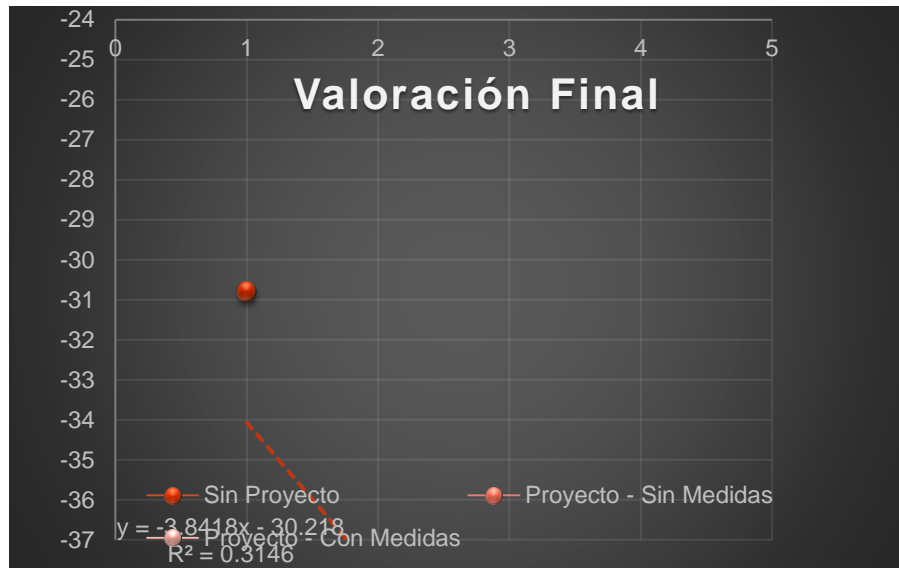 -24
0 1 2 3 4 5
-25
Valoración Final
-26
-27
-28
-29
-30
-31
-32
-33
-34
-35
-36
Sin Proyecto
Proyecto - Sin Medidas
y = -3.8418x - 30.218
-37
Proyecto - Con Medidas
R² = 0.3146